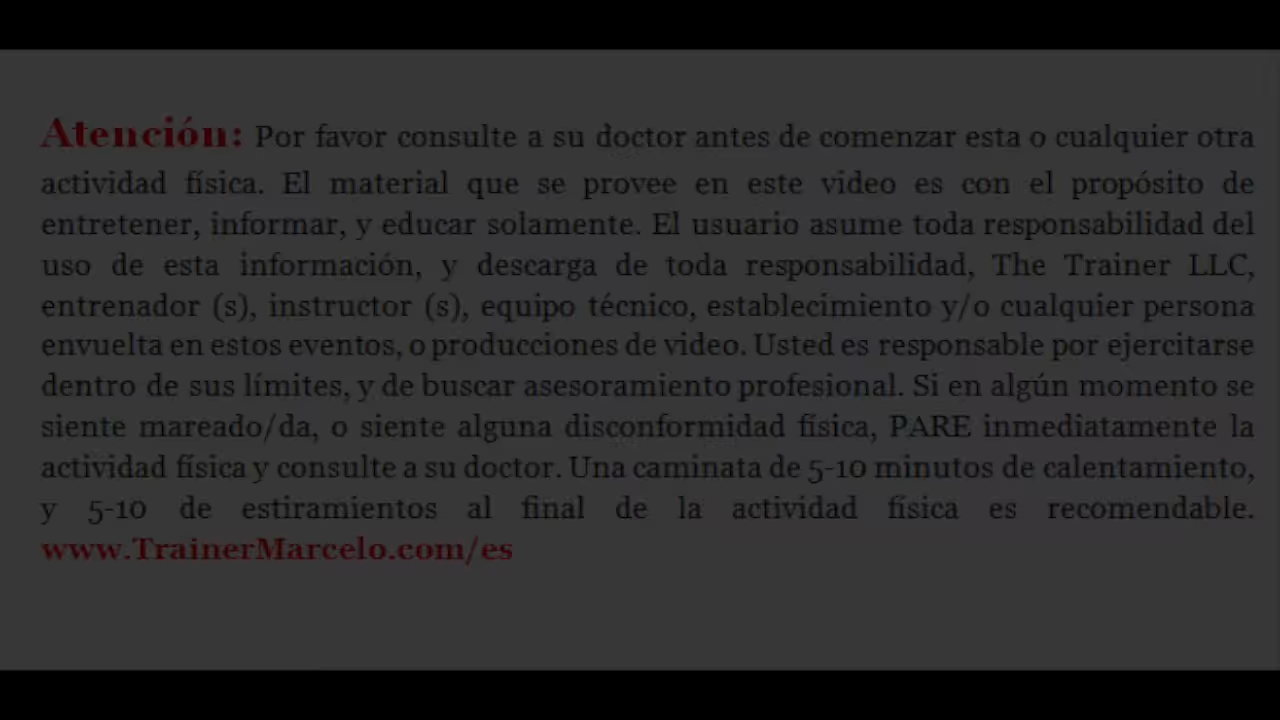 Atención: Por favor consulte a su doctor antes de comenzar esta o cualquier otra
actividad física. El material que se provee en este video es con el propósito de
entretener, informar, y educar solamente. El usuario asume toda responsabilidad del
uso de esta información, y descarga de toda responsabilidad, The Trainer LLC,
entrenador (s), instructor (s), equipo técnico, establecimiento y/o cualquier persona
envuelta en estos eventos, o producciones de video. Usted es responsable por ejercitarse
dentro de sus límites, y de buscar asesoramiento profesional. Si en algún momento se
siente mareado/da, o siente alguna disconformidad física, PARE inmediatamente la
actividad física y consulte a su doctor. Una caminata de 5-10 minutos de calentamiento,
y 5-10 de estiramientos al final de la actividad física es recomendable.
www.TrainerMarcelo.com/es